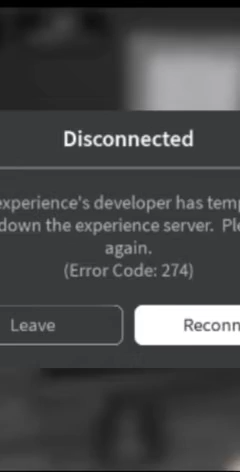 Disconnected
experience's developer has temp
down the experience server. Ple
again.
(Error Code: 274)
Leave
Reconn